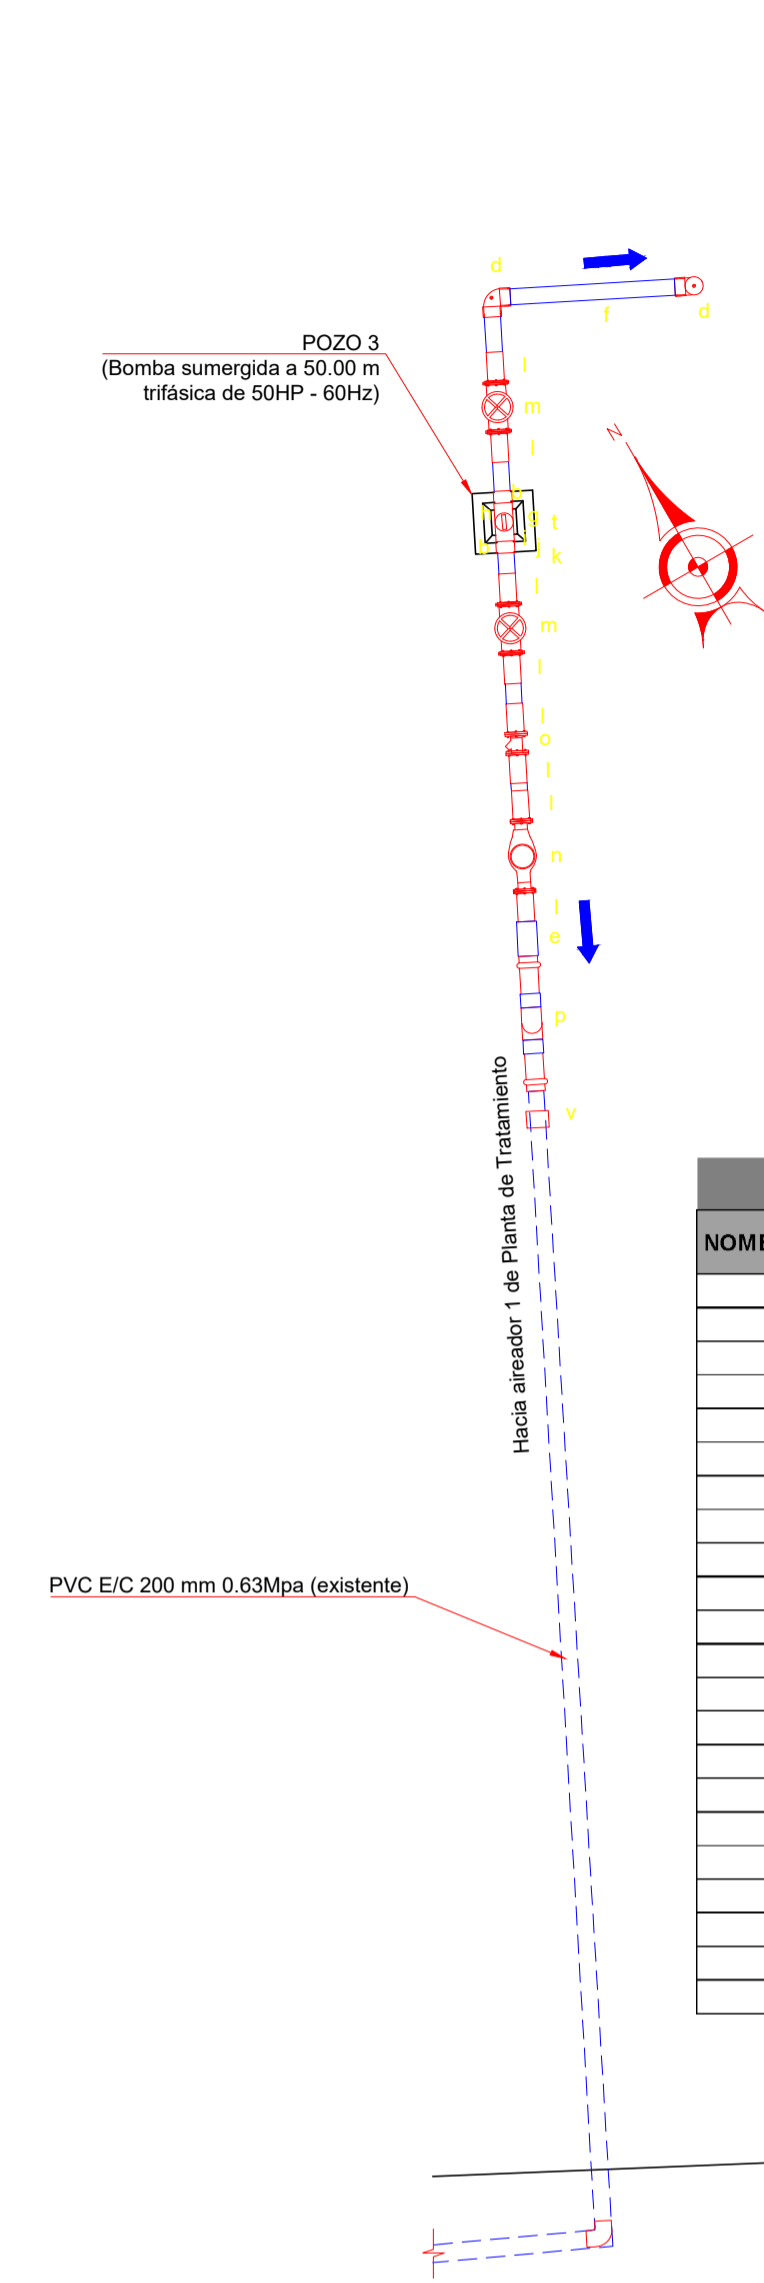 d
d
f
POZO 3
(Bomba sumergida a 50.00 m
trifásica de 50HP - 60Hz)
l
m
N
l
b
h
g
t
b
i
j
k
l
m
l
l
o
l
l
n
l
e
p
v
Hacia aireador 1 de Planta de Tratamiento
PVC E/C 200 mm 0.63Mpa (existente)